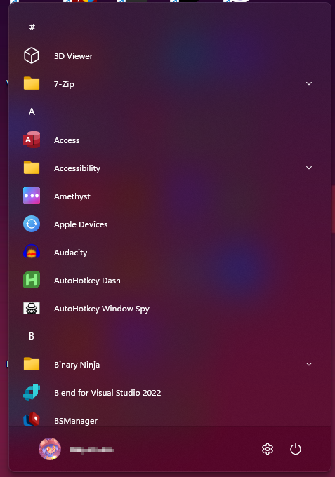 #
3D Viewer
7-Zip
A
Access
Accessibility
Amethyst
Apple Devices
Audacity
AutoHotkey Dash
AutoHotkey Window Spy
B
Binary Ninja
Blend for Visual Studio 2022
BSManager